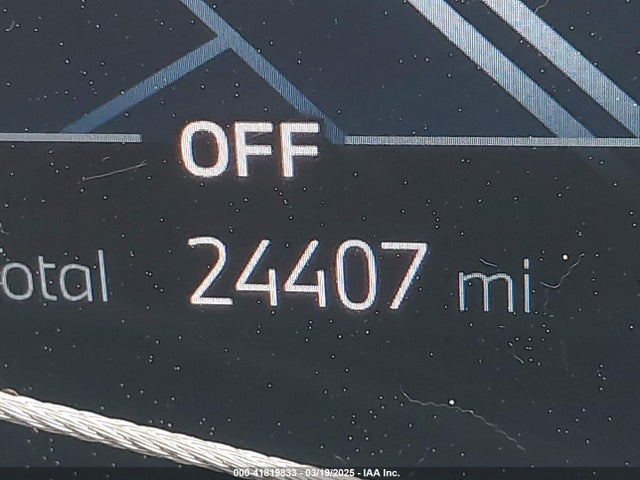 OFF
otal 24407 mi
000-41819833 - 03/19/2025 - IAA Inc.